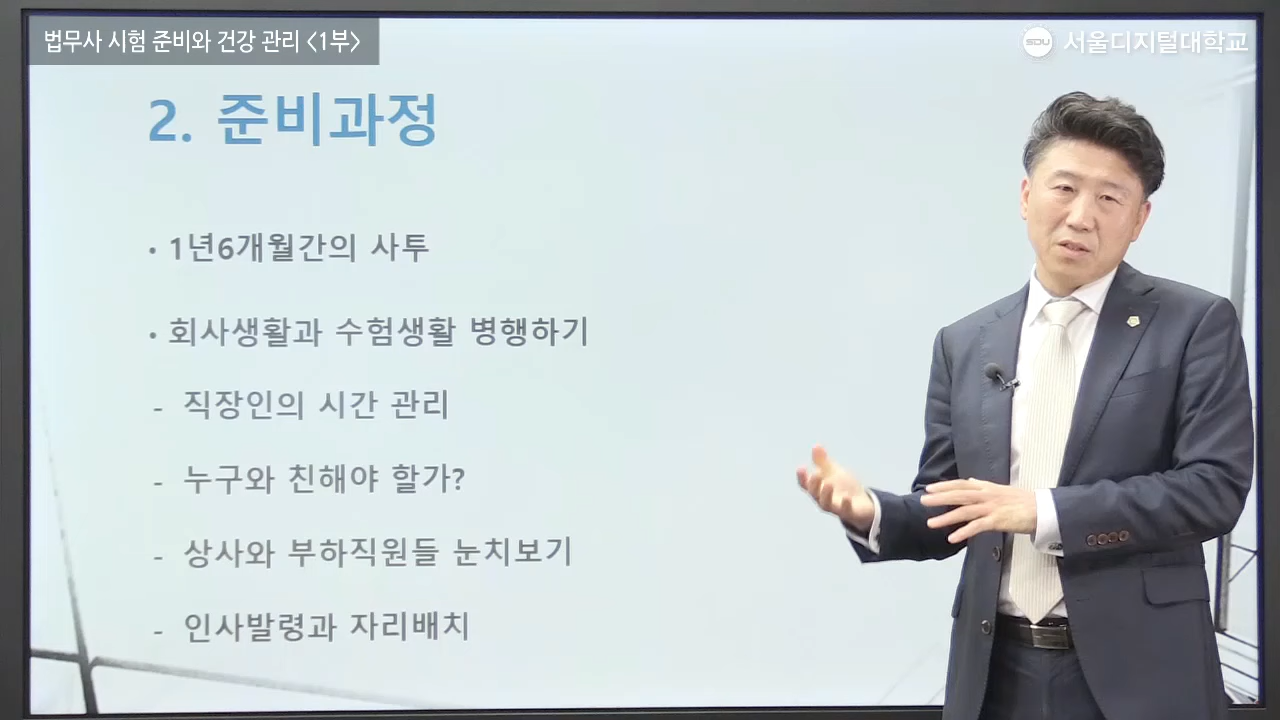 법무사 시험 준비와 건강 관리 <1부>
SDU 서울디지털대학교
2. 준비과정
• 1년6개월간의 사투
• 회사생활과 수험생활 병행하기
- 직장인의 시간 관리
- 누구와 친해야 할가?
- 상사와 부하직원들 눈치보기
- 인사발령과 자리배치